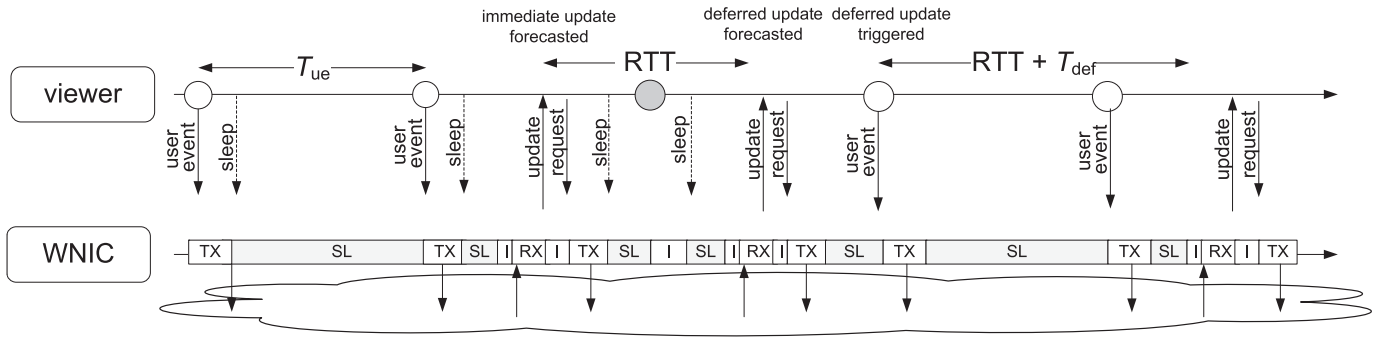 immediate update
forecasted
deferred update
forecasted
deferred update
triggered
viewer
Tue
RTT
RTT + Tdef
user
event
sleep
user
event
sleep
update
request
sleep
sleep
update
request
user
event
user
event
update
request
WNIC
TX SL TX SL I RX I TX SL I SL I RX I TX SL TX SL TX SL I RX I TX